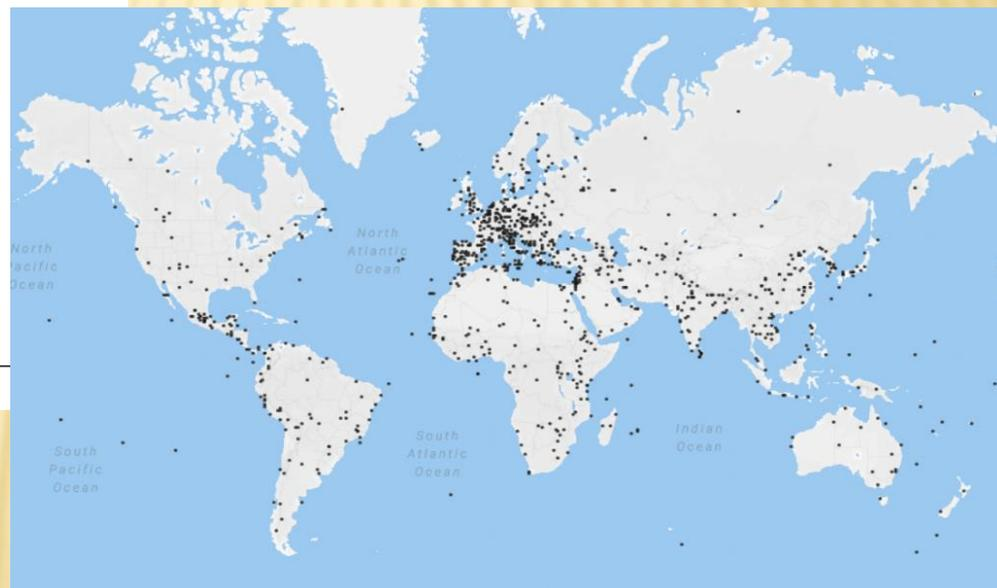 North
Pacific
Ocean
North
Atlantic
Ocean
South
Pacific
Ocean
South
Atlantic
Ocean
Indian
Ocean